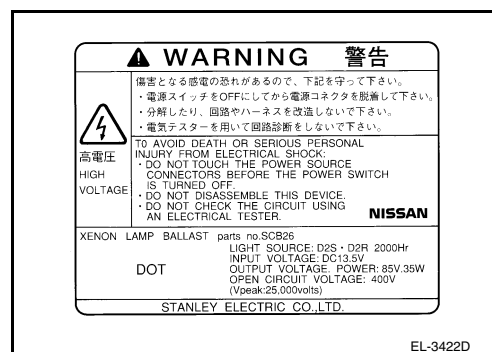 WARNING 警告
傷害となる感電の恐れがあるので、下記を守って下さい。
・電源スイッチをOFFにしてから電源コネクタを脱着して下さい。
・分解したり、回路やハーネスを改造しないで下さい。
・電気テスターを用いて回路診断をしないで下さい。
高電圧
HIGH
VOLTAGE
TO AVOID DEATH OR SERIOUS PERSONAL
INJURY FROM ELECTRICAL SHOCK:
・DO NOT TOUCH THE POWER SOURCE
CONNECTORS BEFORE THE POWER SWITCH
IS TURNED OFF.
・DO NOT DISASSEMBLE THIS DEVICE.
・DO NOT CHECK THE CIRCUIT USING
AN ELECTRICAL TESTER.
NISSAN
XENON LAMP BALLAST parts no.SCB26
DOT
LIGHT SOURCE: D2S・D2R 2000Hr
INPUT VOLTAGE: DC13.5V
OUTPUT VOLTAGE. POWER: 85V.35W
OPEN CIRCUIT VOLTAGE: 400V
(Vpeak:25,000volts)
STANLEY ELECTRIC CO.,LTD.
EL-3422D